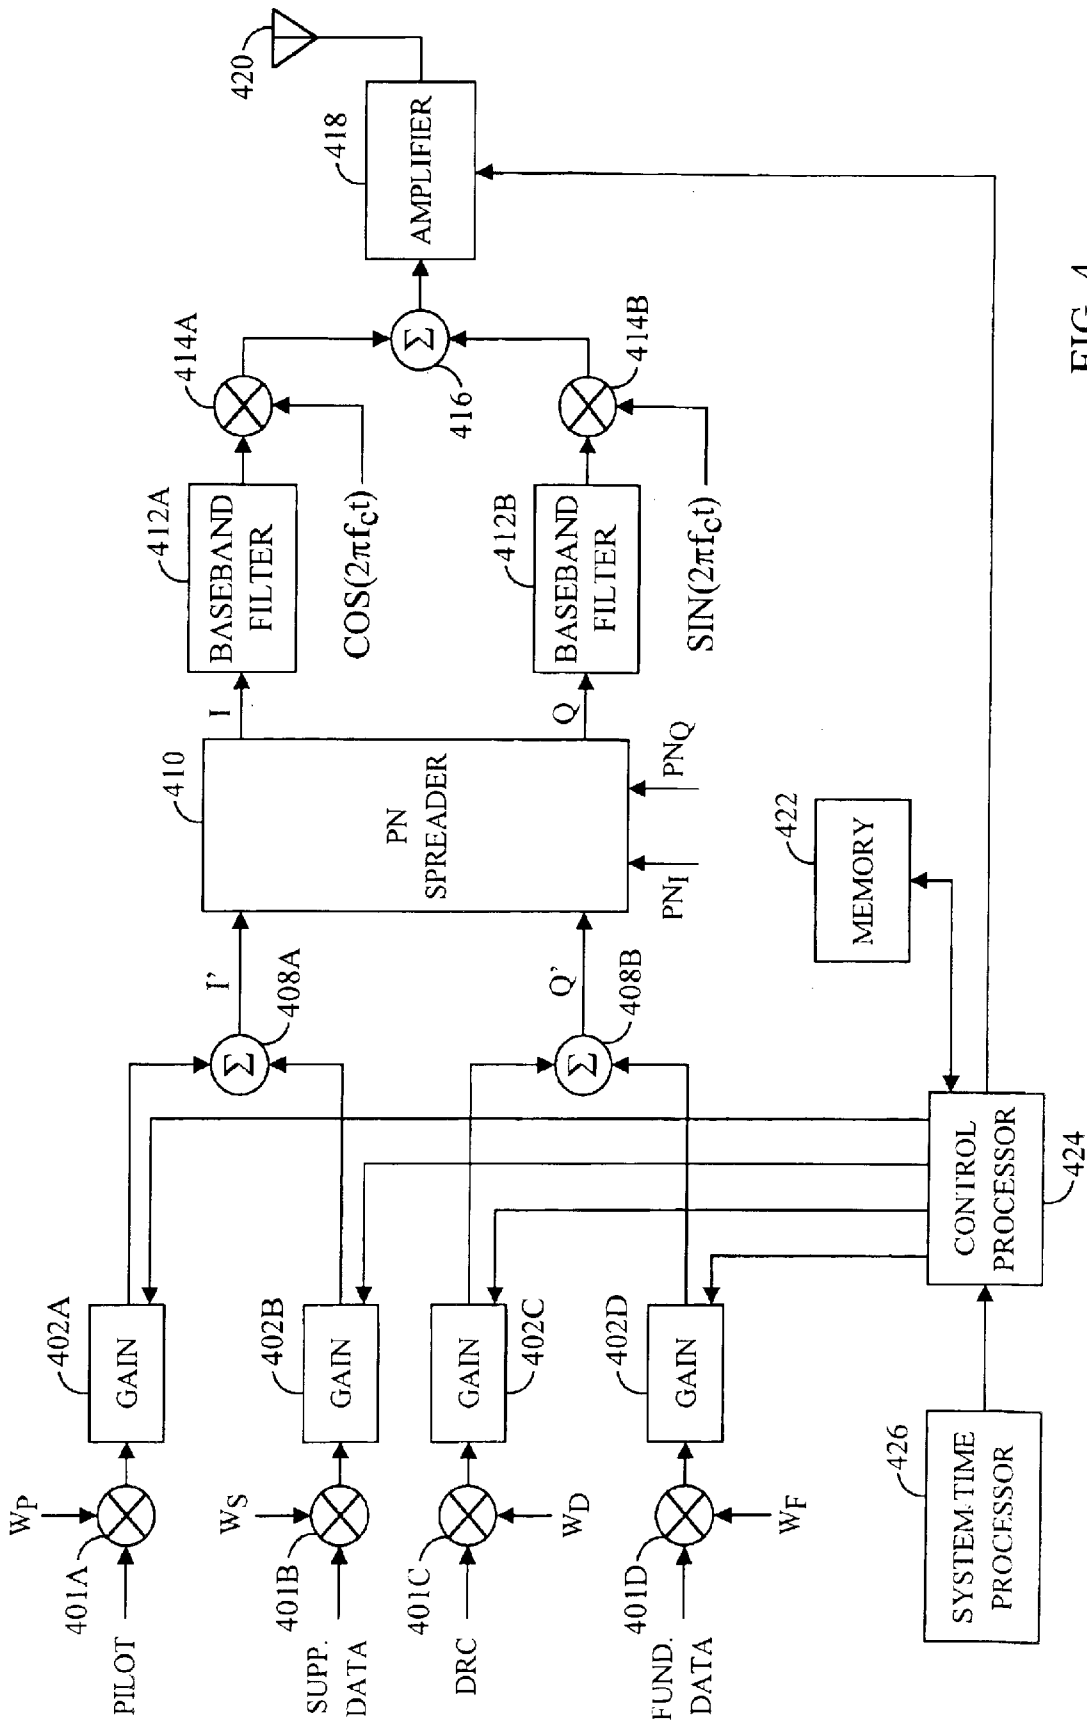 PILOT
401A
WP
402A
GAIN
SUPP.
DATA
401B
WS
402B
GAIN
DRC
401C
WD
402C
GAIN
FUND.
DATA
401D
WF
402D
GAIN
I'
Σ
408A
Q'
Σ
408B
410
PN
SPREADER
PNI
PNQ
I
Q
412A
BASEBAND
FILTER
COS(2πfct)
412B
BASEBAND
FILTER
SIN(2πfct)
414A
414B
Σ
416
418
AMPLIFIER
420
422
MEMORY
CONTROL
PROCESSOR
424
426
SYSTEM-TIME
PROCESSOR